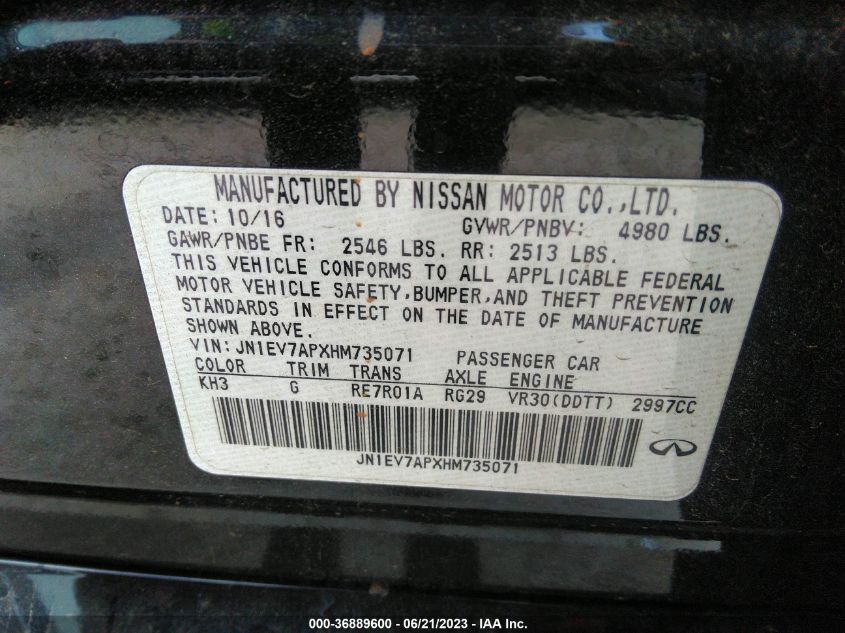 MANUFACTURED BY NISSAN MOTOR CO.,LTD.
DATE: 10/16 GVWR/PNBV: 4980 LBS.
GAWR/PNBE FR: 2546 LBS. RR: 2513 LBS.
THIS VEHICLE CONFORMS TO ALL APPLICABLE FEDERAL
MOTOR VEHICLE SAFETY,BUMPER,AND THEFT PREVENTION
STANDARDS IN EFFECT ON THE DATE OF MANUFACTURE
SHOWN ABOVE.
VIN: JN1EV7APXHM735071 PASSENGER CAR
COLOR TRIM TRANS AXLE ENGINE
KH3 G RE7R01A RG29 VR30(DDTT) 2997CC
JN1EV7APXHM735071
000-36889600 - 06/21/2023 - IAA Inc.